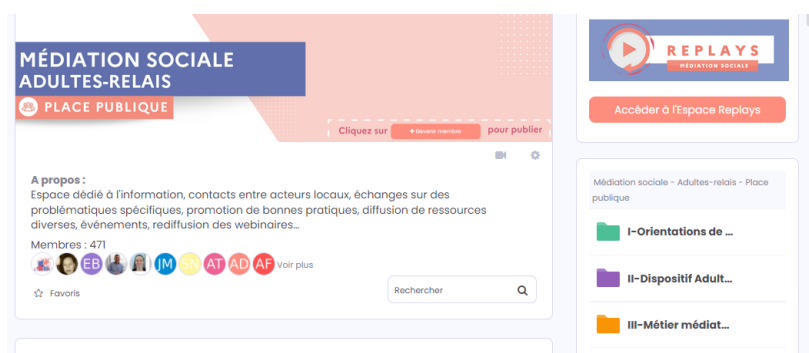 MÉDIATION SOCIALE
ADULTES-RELAIS
PLACE PUBLIQUE
Cliquez sur + Devenir membre pour publier
A propos :
Espace dédié à l'information, contacts entre acteurs locaux, échanges sur des
problématiques spécifiques, promotion de bonnes pratiques, diffusion de ressources
diverses, événements, rediffusion des webinaires...
Membres : 471
EB JM SN AT AD AF Voir plus
Favoris
Rechercher
REPLAYS
MÉDIATION SOCIALE
Accéder à l'Espace Replays
Médiation sociale - Adultes-relais - Place
publique
I-Orientations de ...
II-Dispositif Adult...
III-Métier médiat...